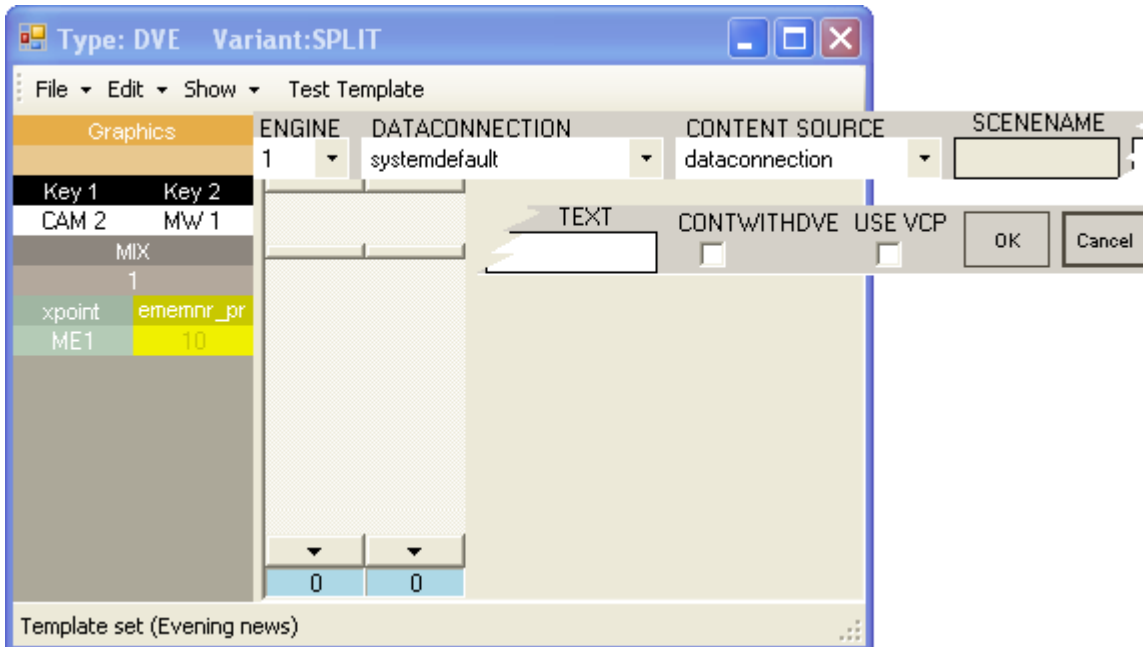 Type: DVE Variant:SPLIT
File Edit Show Test Template
Graphics
ENGINE DATACONNECTION CONTENT SOURCE SCENENAME
1 systemdefault dataconnection
Key 1 Key 2
CAM 2 MW 1
TEXT CONTWITHDVE USE VCP OK Cancel
MIX
1
xpoint ememnr_pr
ME1 10
0 0
Template set (Evening news)